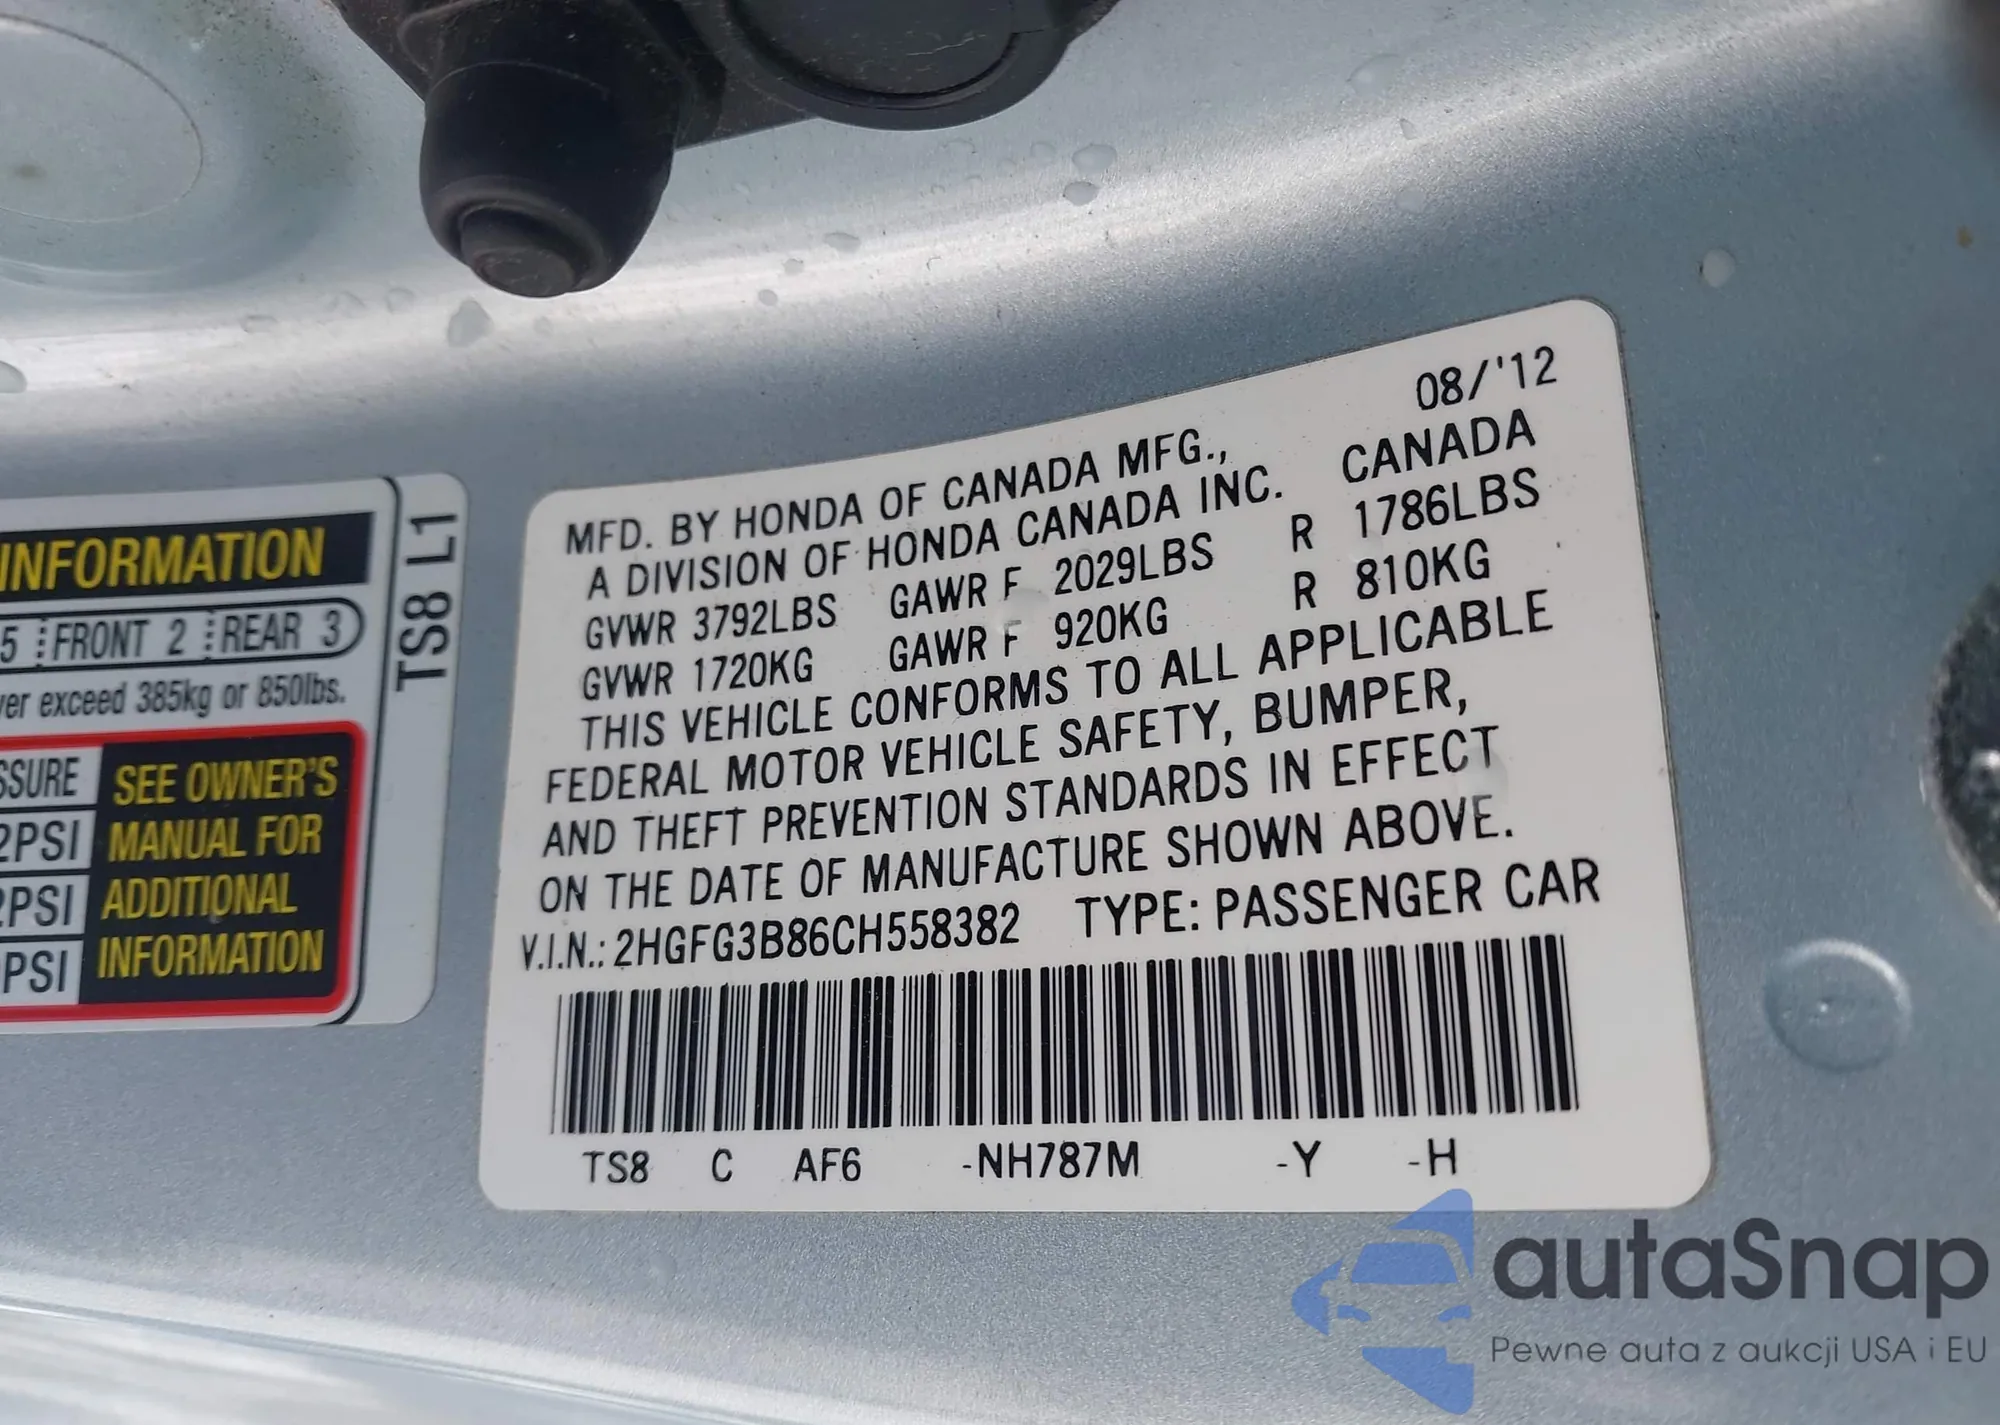 INFORMATION
5 FRONT 2 REAR 3
ver exceed 385kg or 850lbs.
SSURE
2PSI
2PSI
PSI
SEE OWNER'S
MANUAL FOR
ADDITIONAL
INFORMATION
TS8 L1
08/'12
MFD. BY HONDA OF CANADA MFG.,
A DIVISION OF HONDA CANADA INC. CANADA
GVWR 3792LBS GAWR F 2029LBS R 1786LBS
GVWR 1720KG GAWR F 920KG R 810KG
THIS VEHICLE CONFORMS TO ALL APPLICABLE
FEDERAL MOTOR VEHICLE SAFETY, BUMPER,
AND THEFT PREVENTION STANDARDS IN EFFECT
ON THE DATE OF MANUFACTURE SHOWN ABOVE.
V.I.N.: 2HGFG3B86CH558382 TYPE: PASSENGER CAR
TS8 C AF6 -NH787M -Y -H
autaSnap
Pewne auta z aukcji USA i EU